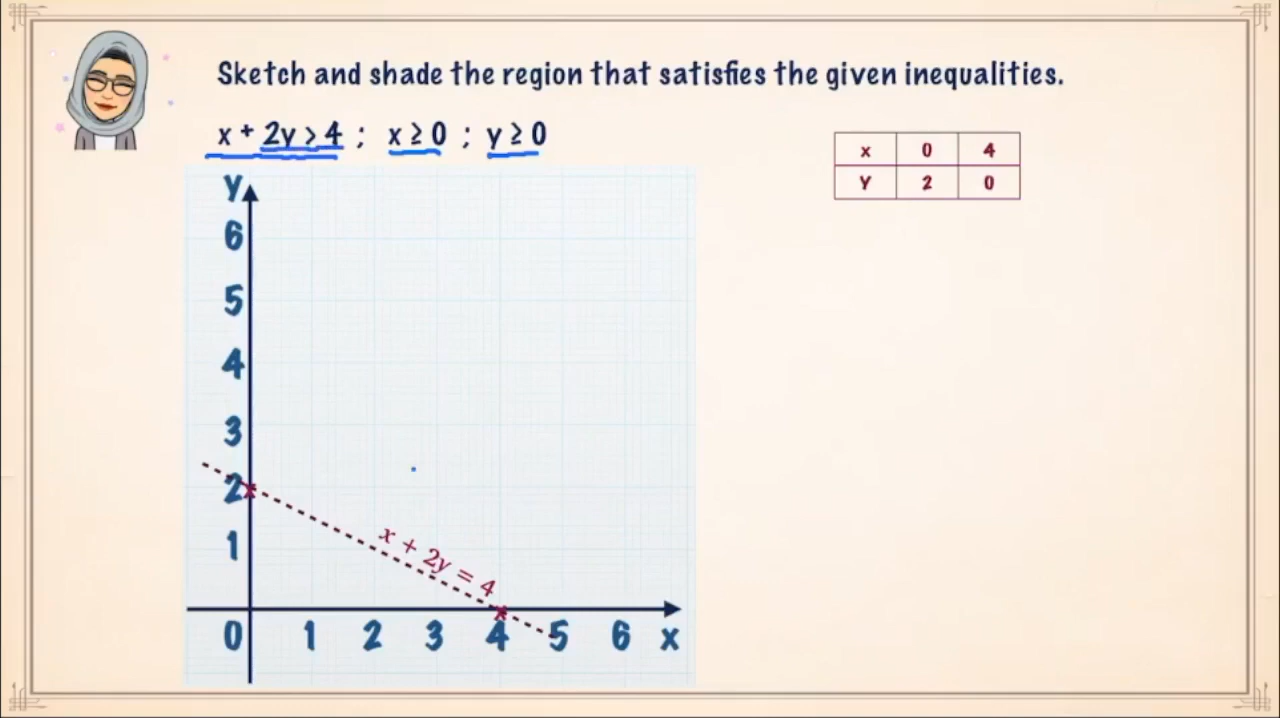 Sketch and shade the region that satisfies the given inequalities.
x + 2y > 4 ; x ≥ 0 ; y ≥ 0
x 0 4
Y 2 0
y
6
5
4
3
2
1
x + 2y = 4
0 1 2 3 4 5 6 x